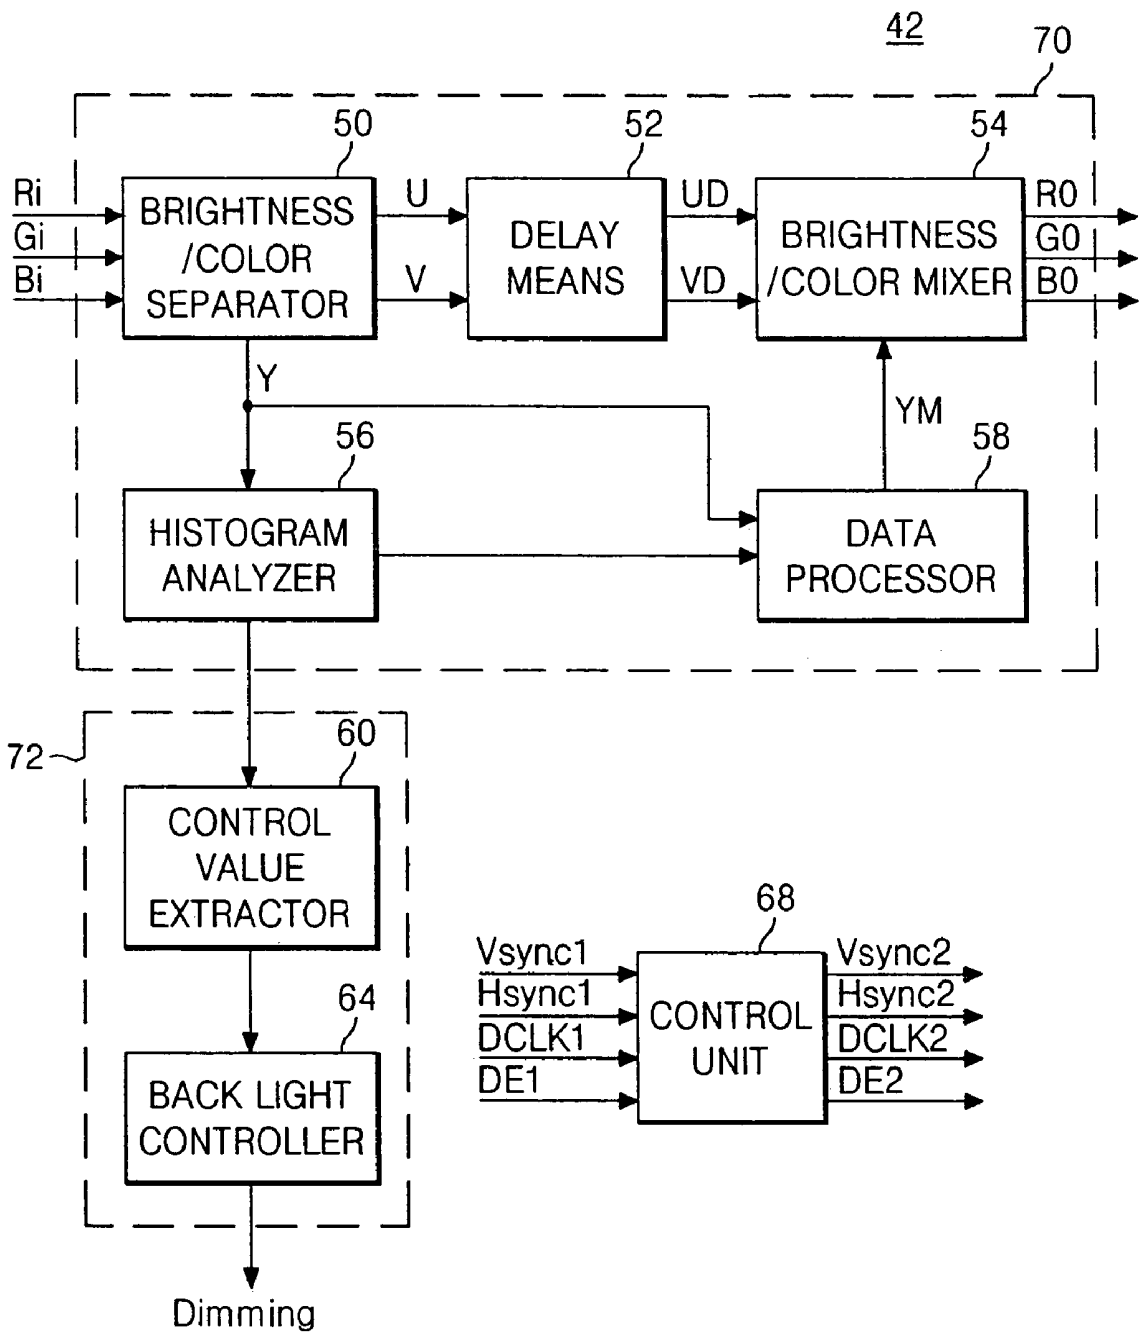 42
70
50
52
54
Ri
Gi
Bi
BRIGHTNESS
/COLOR
SEPARATOR
U
V
DELAY
MEANS
UD
VD
BRIGHTNESS
/COLOR MIXER
R0
G0
B0
Y
YM
56
58
HISTOGRAM
ANALYZER
DATA
PROCESSOR
72
60
CONTROL
VALUE
EXTRACTOR
64
BACK LIGHT
CONTROLLER
Dimming
68
Vsync1
Hsync1
DCLK1
DE1
CONTROL
UNIT
Vsync2
Hsync2
DCLK2
DE2